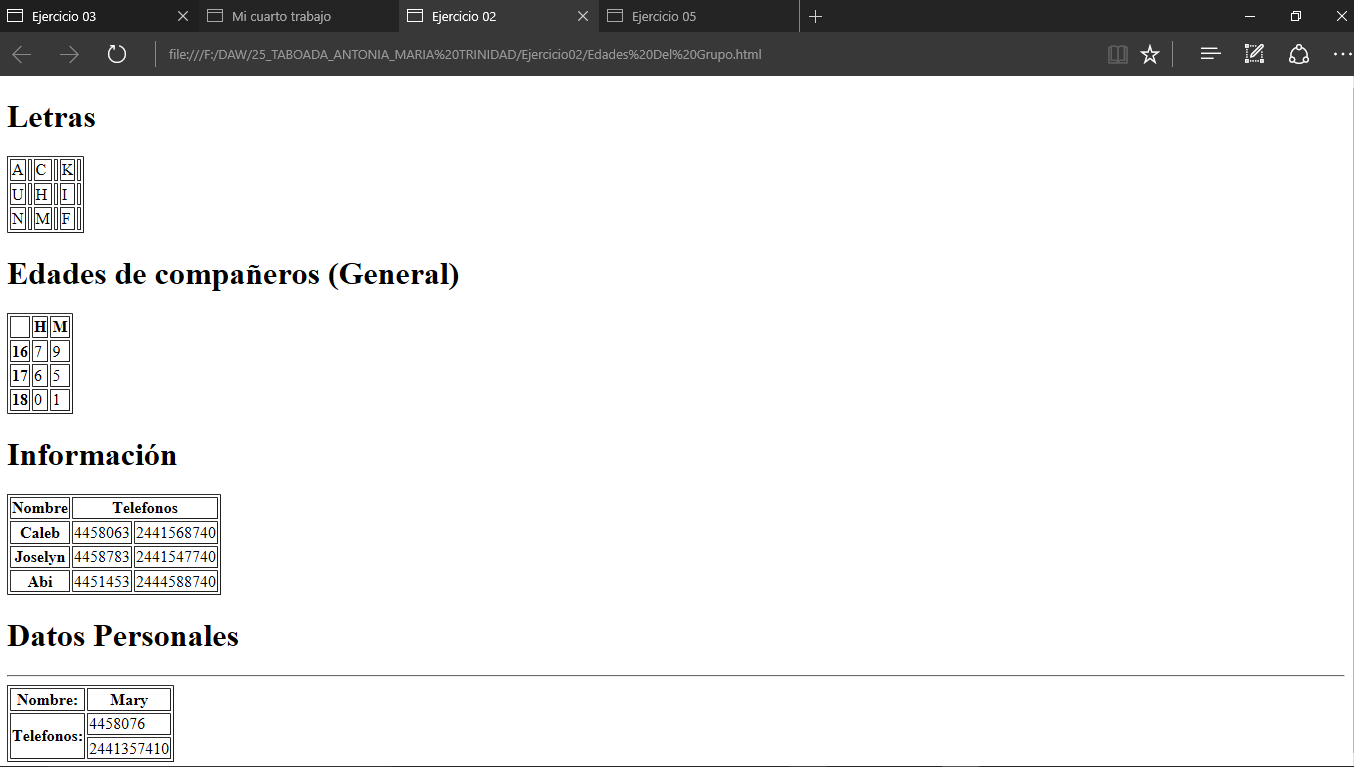 Ejercicio 03 Mi cuarto trabajo Ejercicio 02 Ejercicio 05
file:///F:/DAW/25_TABOADA_ANTONIA_MARIA%20TRINIDAD/Ejercicio02/Edades%20Del%20Grupo.html
Letras
A C K
U H I
N M F
Edades de compañeros (General)
H M
16 7 9
17 6 5
18 0 1
Información
Nombre Telefonos
Caleb 4458063 2441568740
Joselyn 4458783 2441547740
Abi 4451453 2444588740
Datos Personales
Nombre: Mary
Telefonos: 4458076
2441357410